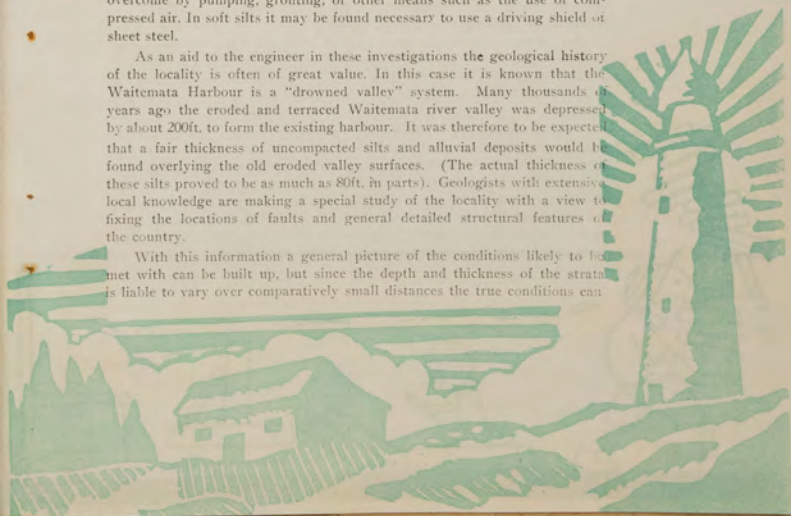 overcome by pumping, grouting, or other means such as the use of com-
pressed air. In soft silts it may be found necessary to use a driving shield of
sheet steel.
As an aid to the engineer in these investigations the geological history
of the locality is often of great value. In this case it is known that the
Waitemata Harbour is a "drowned valley" system. Many thousands of
years ago the eroded and terraced Waitemata river valley was depressed
by about 200ft. to form the existing harbour. It was therefore to be expected
that a fair thickness of uncompacted silts and alluvial deposits would be
found overlying the old eroded valley surfaces. (The actual thickness of
these silts proved to be as much as 80ft. in parts). Geologists with extensive
local knowledge are making a special study of the locality with a view to
fixing the locations of faults and general detailed structural features of
the country.
With this information a general picture of the conditions likely to be
met with can be built up, but since the depth and thickness of the strata
is liable to vary over comparatively small distances the true conditions can